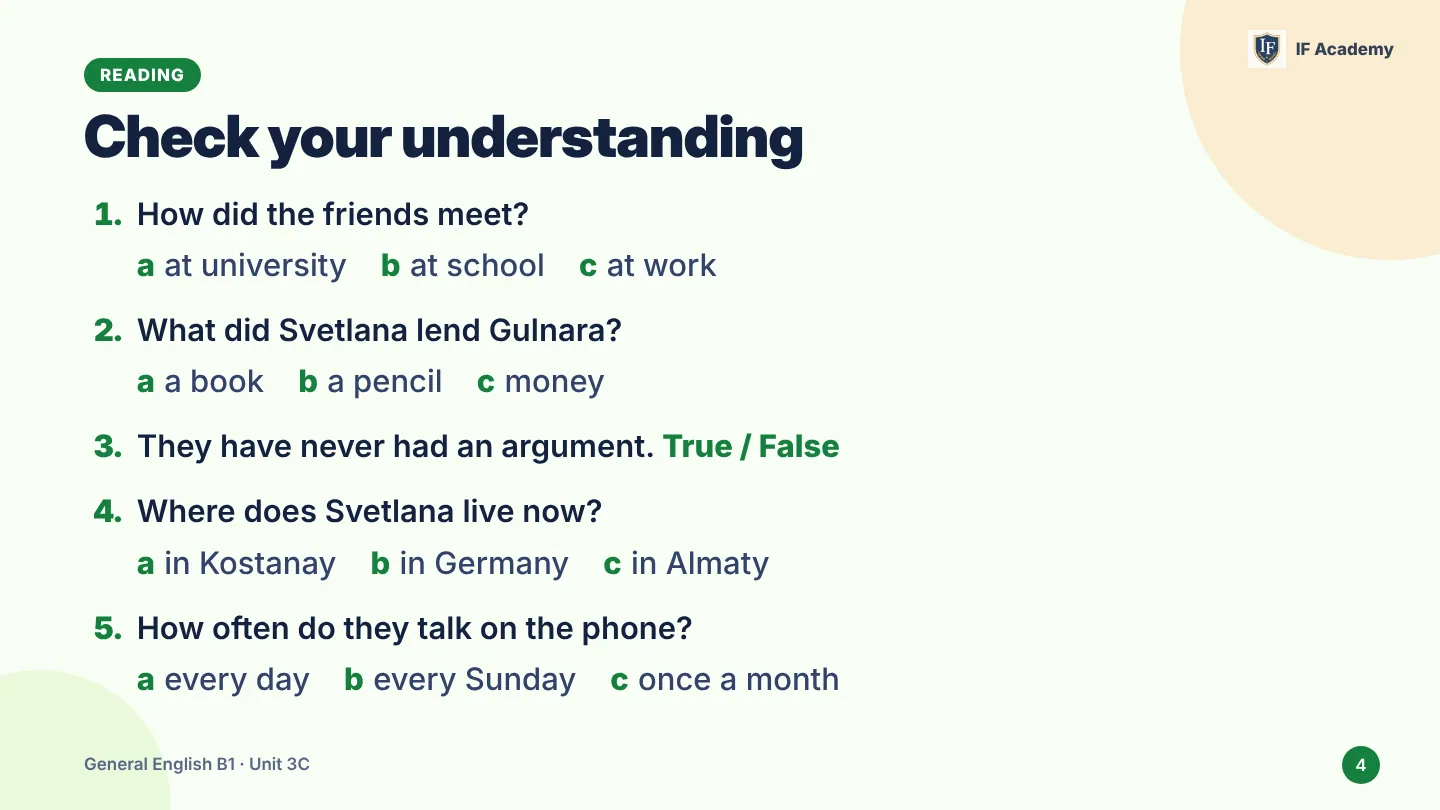 IF
IF Academy
READING
Check your understanding
1. How did the friends meet?
a at university b at school c at work
2. What did Svetlana lend Gulnara?
a a book b a pencil c money
3. They have never had an argument. True / False
4. Where does Svetlana live now?
a in Kostanay b in Germany c in Almaty
5. How often do they talk on the phone?
a every day b every Sunday c once a month
General English B1 · Unit 3C
4